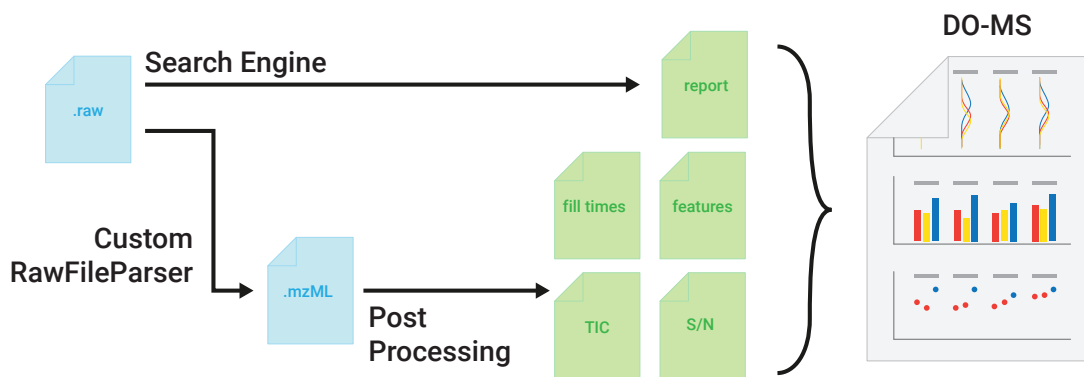 DO-MS
Search Engine
.raw
report
fill times
features
Custom
RawFileParser
.mzML
Post
Processing
TIC
S/N